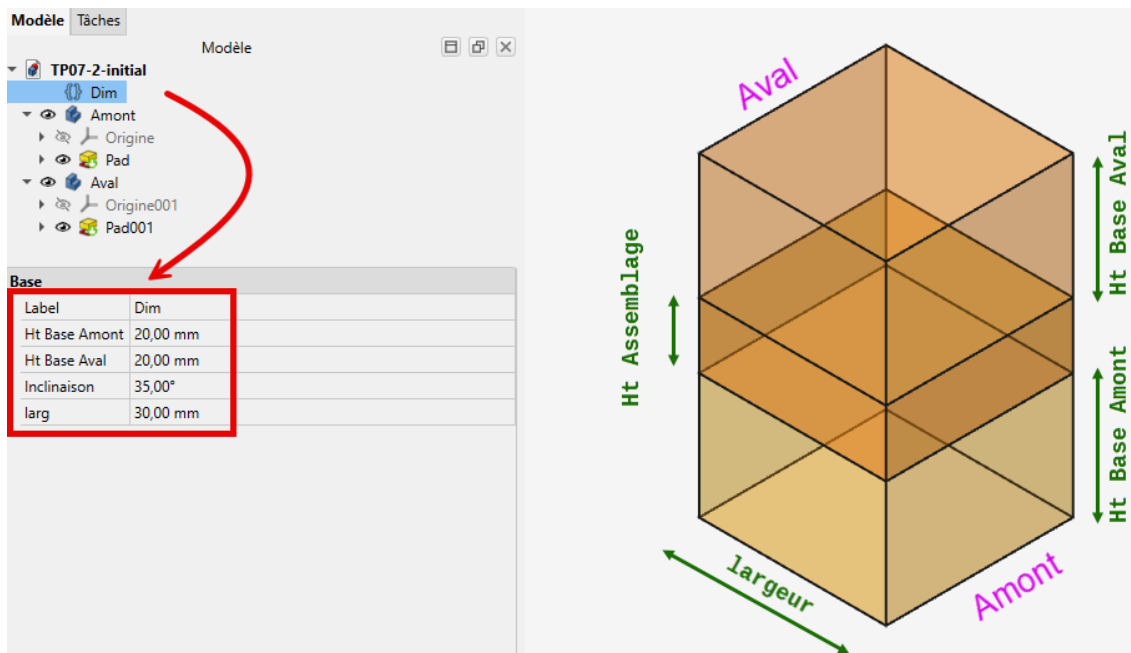 Modèle Tâches
Modèle
TP07-2-initial
Dim
Amont
Origine
Pad
Aval
Origine001
Pad001
Base
Label Dim
Ht Base Amont 20,00 mm
Ht Base Aval 20,00 mm
Inclinaison 35,00°
larg 30,00 mm
Aval
Ht Base Aval
Ht Assemblage
Ht Base Amont
largeur
Amont